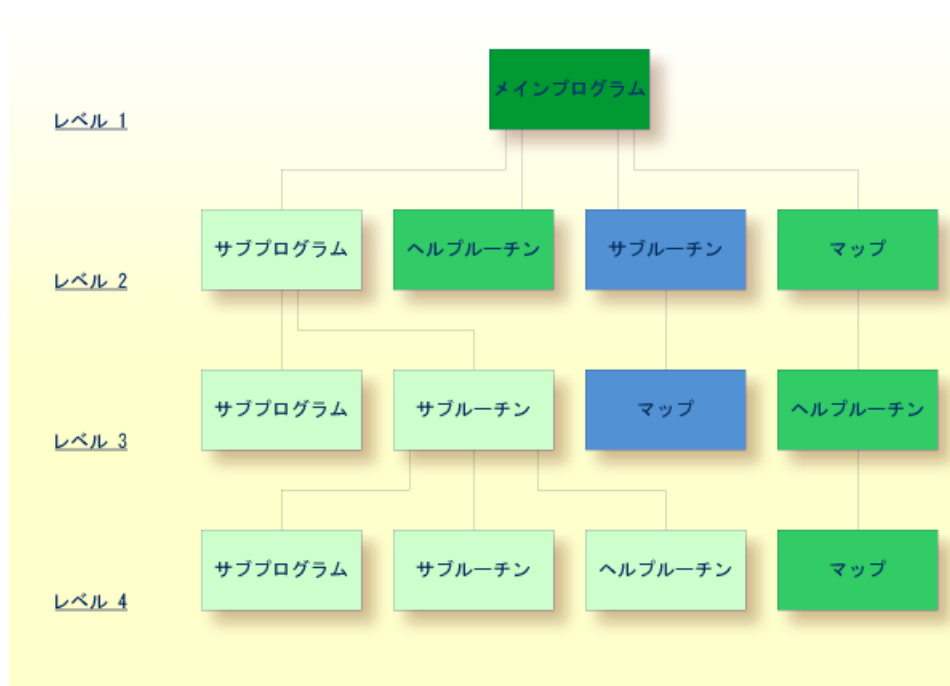 メインプログラム
レベル 1
サブプログラム
ヘルプルーチン
サブルーチン
マップ
レベル 2
サブプログラム
サブルーチン
マップ
ヘルプルーチン
レベル 3
サブプログラム
サブルーチン
ヘルプルーチン
マップ
レベル 4